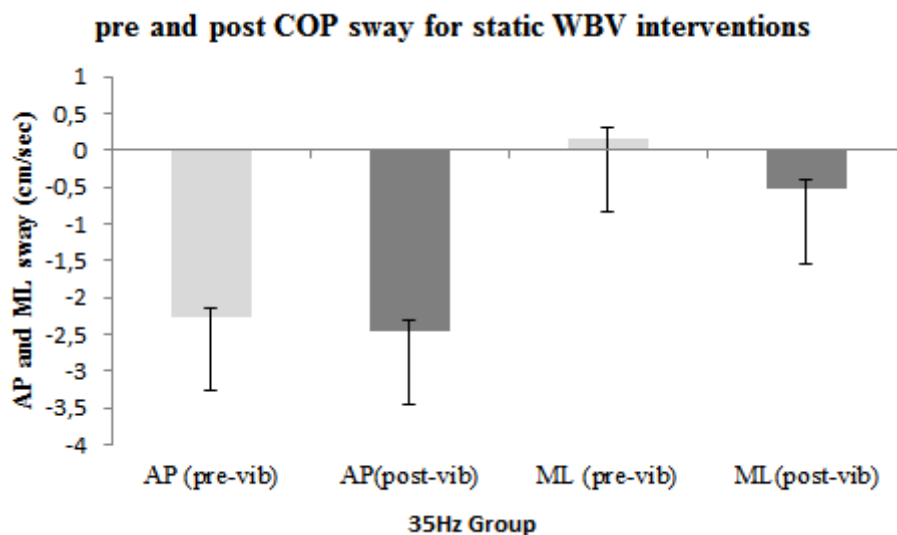 pre and post COP sway for static WBV interventions
1
0,5
0
-0,5
-1
-1,5
-2
-2,5
-3
-3,5
-4
AP and ML sway (cm/sec)
AP (pre-vib) AP(post-vib) ML (pre-vib) ML(post-vib)
35Hz Group